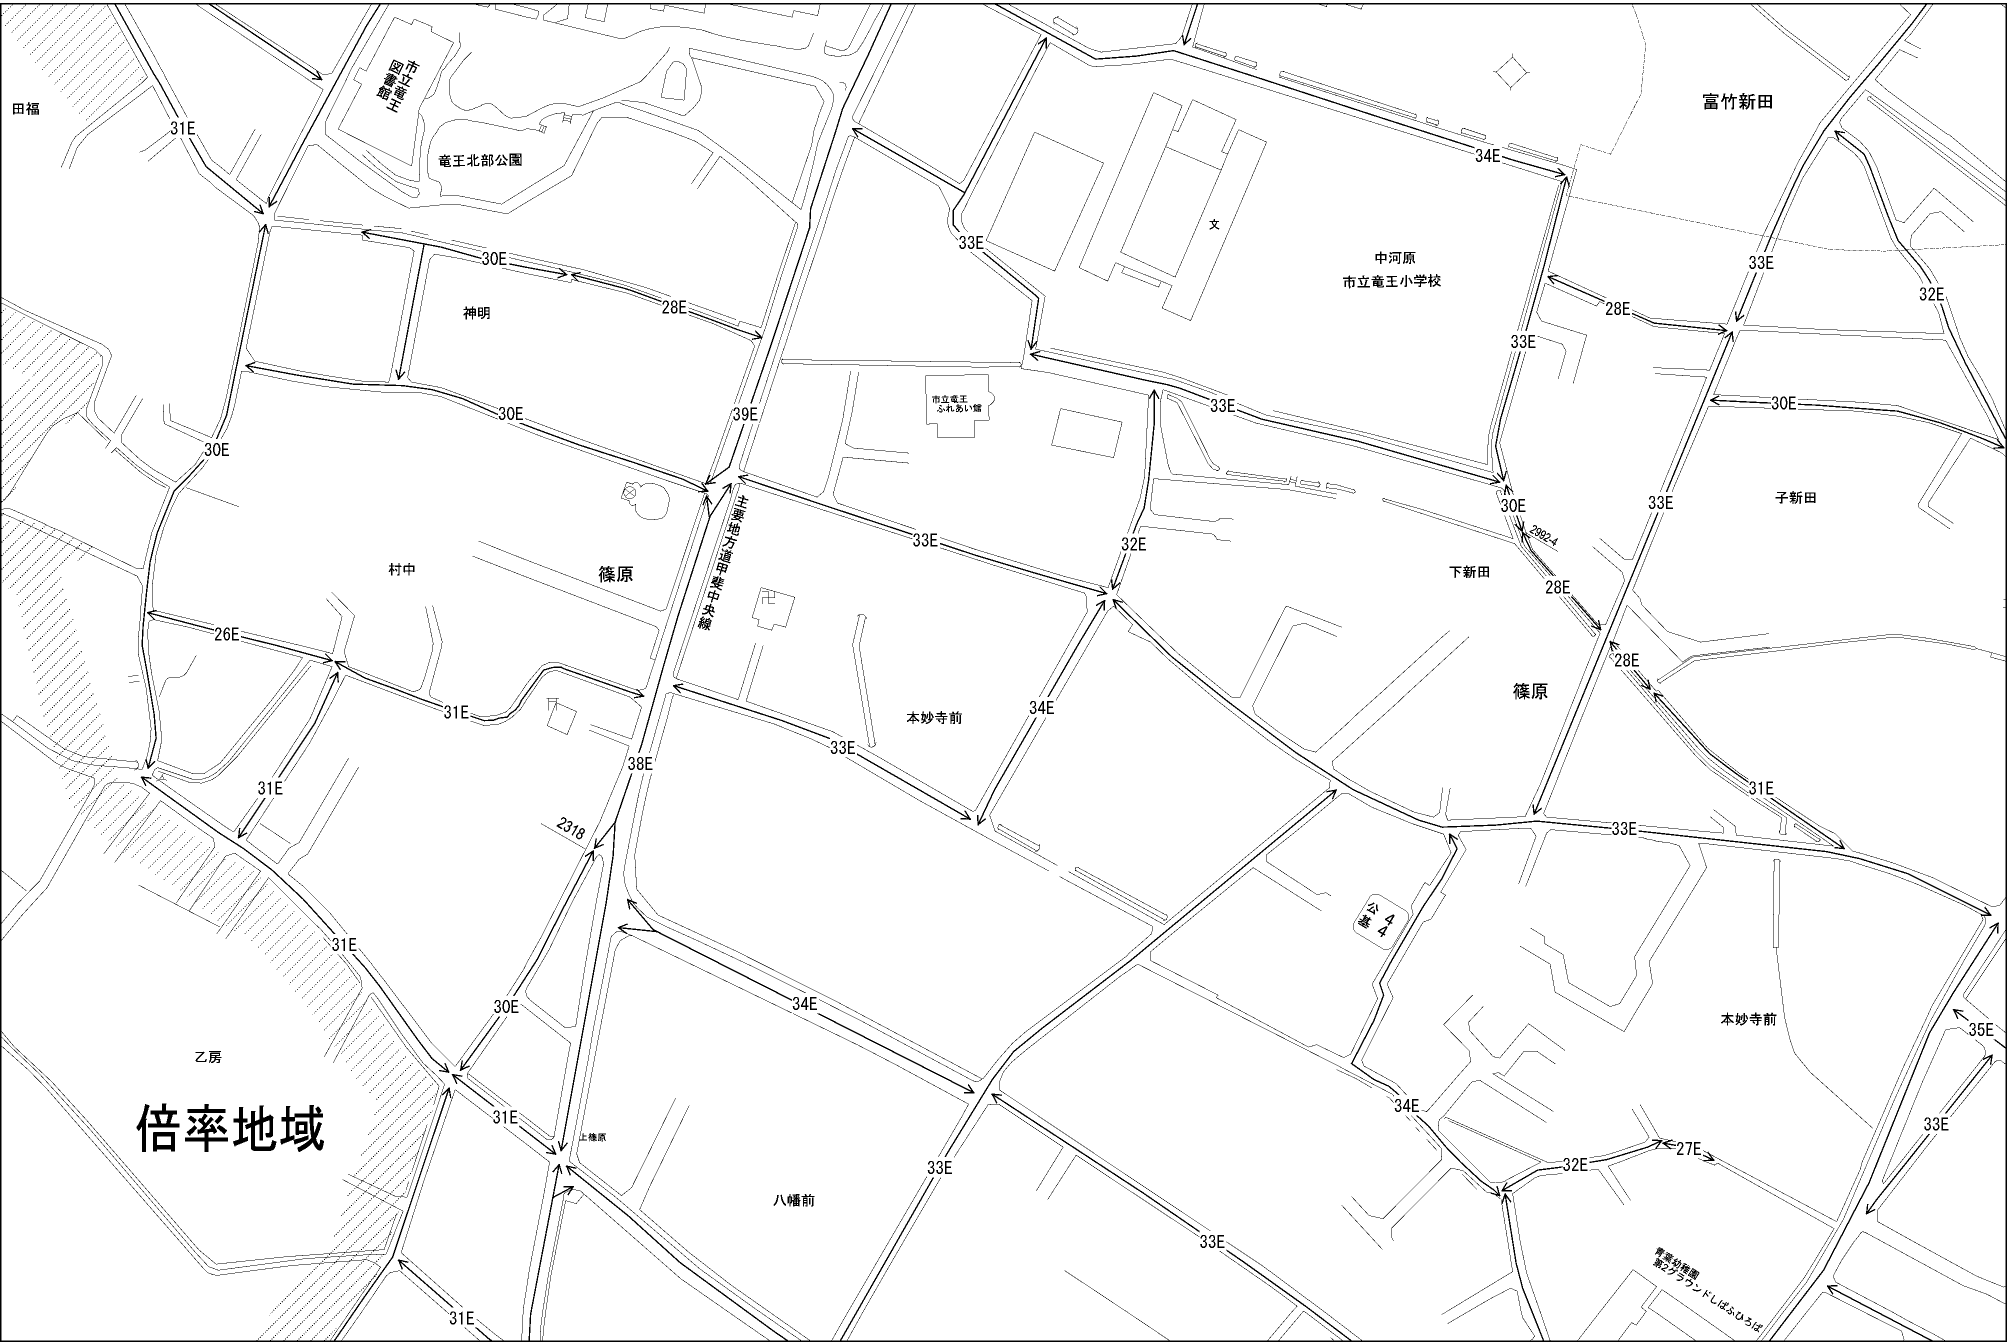 富竹新田
田福
31E
市立竜王
図書館
竜王北部公園
34E
文
中河原
市立竜王小学校
33E
33E
30E
28E
神明
32E
28E
33E
市立竜王
ふれあい館
33E
30E
39E
30E
30E
子新田
33E
30E
主要地方道甲斐中央線
33E
32E
2992-4
村中
篠原
下新田
28E
26E
28E
篠原
31E
34E
本妙寺前
33E
38E
31E
31E
2318
33E
公 44
基
31E
34E
30E
本妙寺前
35E
乙房
倍率地域
31E
34E
33E
上篠原
33E
32E
27E
八幡前
33E
青葉幼稚園
第2グラウンドしばふひろば
31E